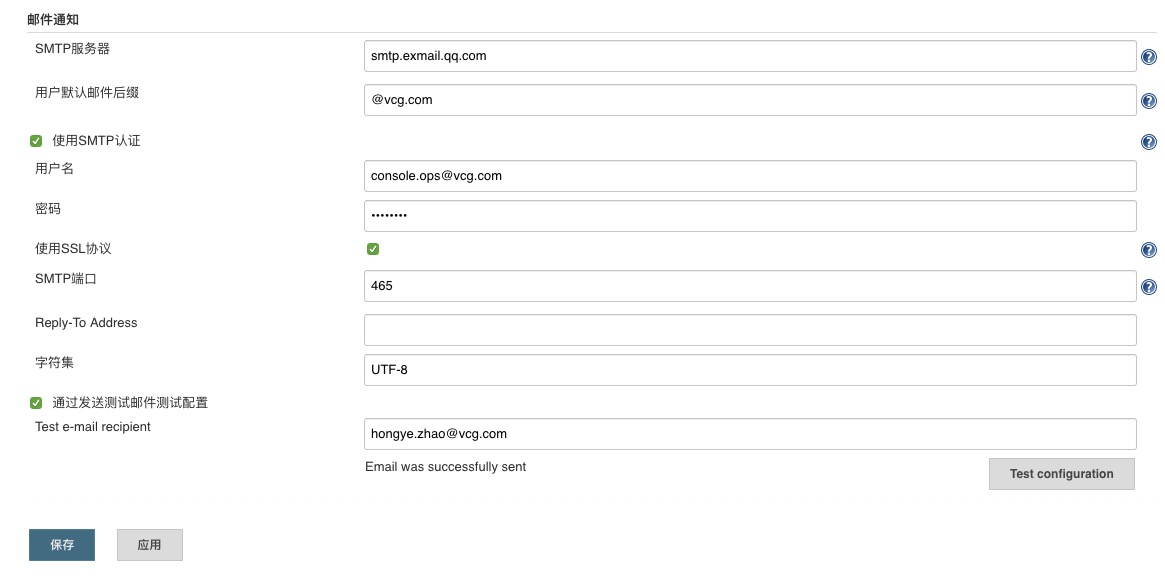 邮件通知
SMTP服务器
smtp.exmail.qq.com
用户默认邮件后缀
@vcg.com
使用SMTP认证
用户名
console.ops@vcg.com
密码
••••••••
使用SSL协议
SMTP端口
465
Reply-To Address
字符集
UTF-8
通过发送测试邮件测试配置
Test e-mail recipient
hongye.zhao@vcg.com
Email was successfully sent
Test configuration
保存 应用